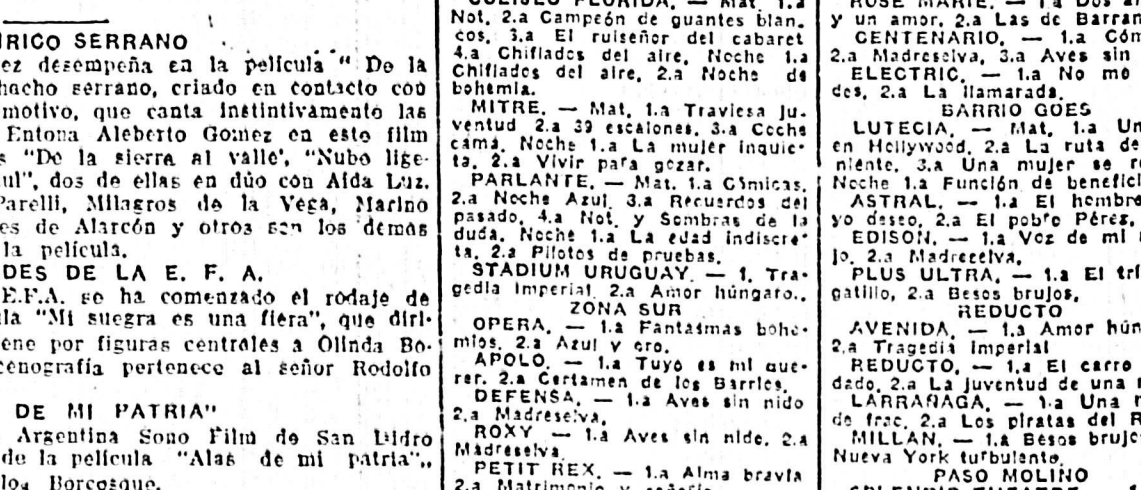 IRICO SERRANO
ez desempeña en la película " De la
hacho serrano, criado en contacto con
motivo, que canta instintivamento las
Entona Aleberto Gomez en este film
s "De la sierra al valle', "Nubo lige-
ul", dos de ellas en dúo con Aida Luz.
Parelli, Milagros de la Vega, Marino
es de Alarcón y otros son los demas
la película.
DES DE LA E. F. A.
E.F.A. se ha comenzado el rodaje de
la "Mi suegra es una fiera", que diri-
ene por figuras centrales a Olinda Bo-
cenografía pertenece al señor Rodolfo
DE MI PATRIA"
Argentina Sono Film de San Isidro
de la película "Alas de mi patria".
los Borcosque.
COLISEO FLORIDA. — Mat. 1.a
Not. 2.a Campeón de guantes blan-
cos. 3.a El ruiseñor del cabaret
4.a Chiflados del aire, Noche 1.a
Chiflados del aire, 2.a Noche de
bohemia.
MITRE. — Mat. 1.a Traviesa ju-
ventud 2.a 39 escalones. 3.a Coche
cama, Noche 1.a La mujer inquie-
ta. 2.a Vivir para gozar.
PARLANTE. — Mat. 1.a Cómicas.
2.a Noche Azul 3.a Recuerdos del
pasado, 4.a Not. y Sombras de la
duda, Noche 1.a La edad indiscre-
ta, 2.a Pilotos de pruebas.
STADIUM URUGUAY. — 1. Tra-
gedia Imperial 2.a Amor húngaro..
ZONA SUR
OPERA. — 1.a Fantasmas bohe-
mios. 2.a Azul y oro.
APOLO. — 1.a Tuyo es mi que-
rer. 2.a Certamen de los Barrios.
DEFENSA. — 1.a Aves sin nido
2.a Madreselva.
ROXY — 1.a Aves sin nido, 2.a
Madreselva
PETIT REX. — 1.a Alma bravía
2.a Matrimonio y
ROSE MARIE. — 1.a Dos
y un amor. 2.a Las de Barran
CENTENARIO. — 1.a Cóm
2.a Madreselva, 3.a Aves sin
ELECTRIC. — 1.a No me
des, 2.a La llamarada.
BARRIO GOES
LUTECIA. — Mat. 1.a Un
en Hollywood, 2.a La ruta de
niente, 3.a Una mujer se r
Noche 1.a Función de benefici
ASTRAL. — 1.a El hombre
yo deseo, 2.a El pobre Pérés,
EDISON. — 1.a Voz de mi
jo. 2.a Madreselva.
PLUS ULTRA. — 1.a El tri
gatillo, 2.a Besos brujos.
REDUCTO
AVENIDA. — 1.a Amor hún
2.a Tragedia Imperial
REDUCTO. — 1.a El carro
dado, 2.a La juventud de una
LARRAÑAGA. — 1.a Una n
de frac, 2.a Los piratas del R
MILLAN. — 1.a Besos brujo
Nueva York turbulento.
PASO MOLINO